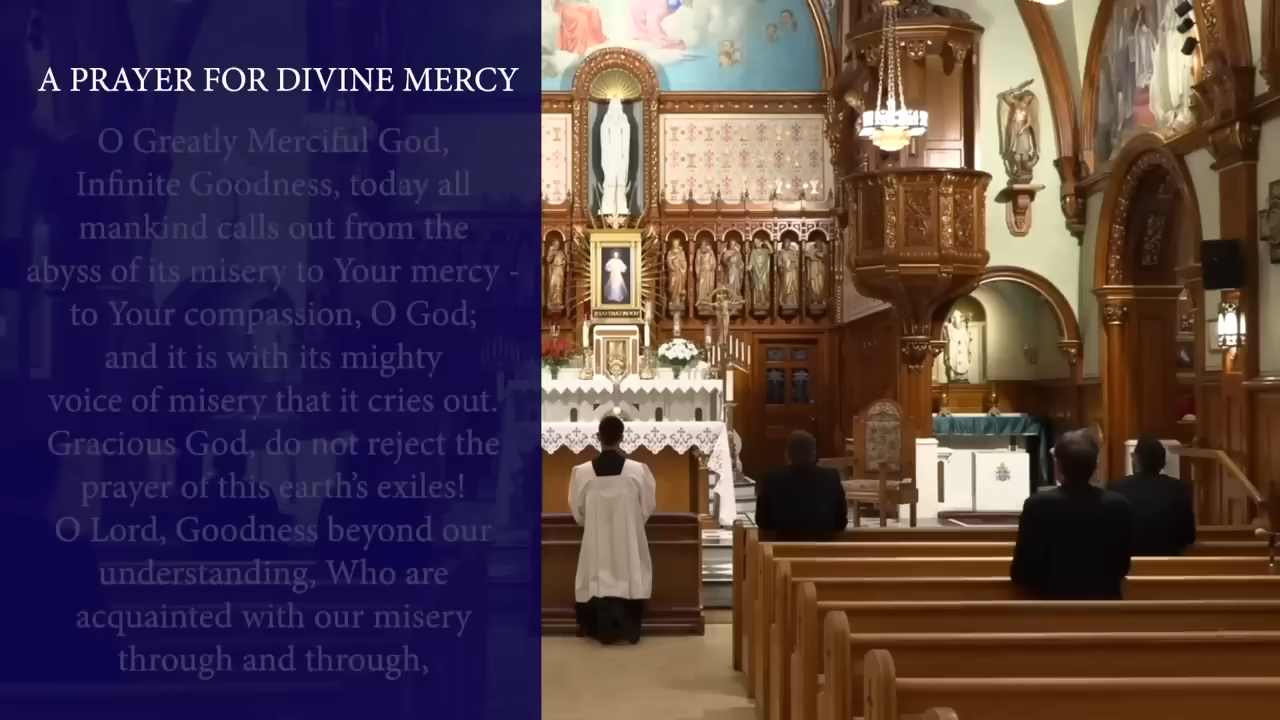 A PRAYER FOR DIVINE MERCY
O Greatly Merciful God,
Infinite Goodness, today all
mankind calls out from the
abyss of its misery to Your mercy -
to Your compassion, O God;
and it is with its mighty
voice of misery that it cries out.
Gracious God, do not reject the
prayer of this earth's exiles!
O Lord, Goodness beyond our
understanding, Who are
acquainted with our misery
through and through,